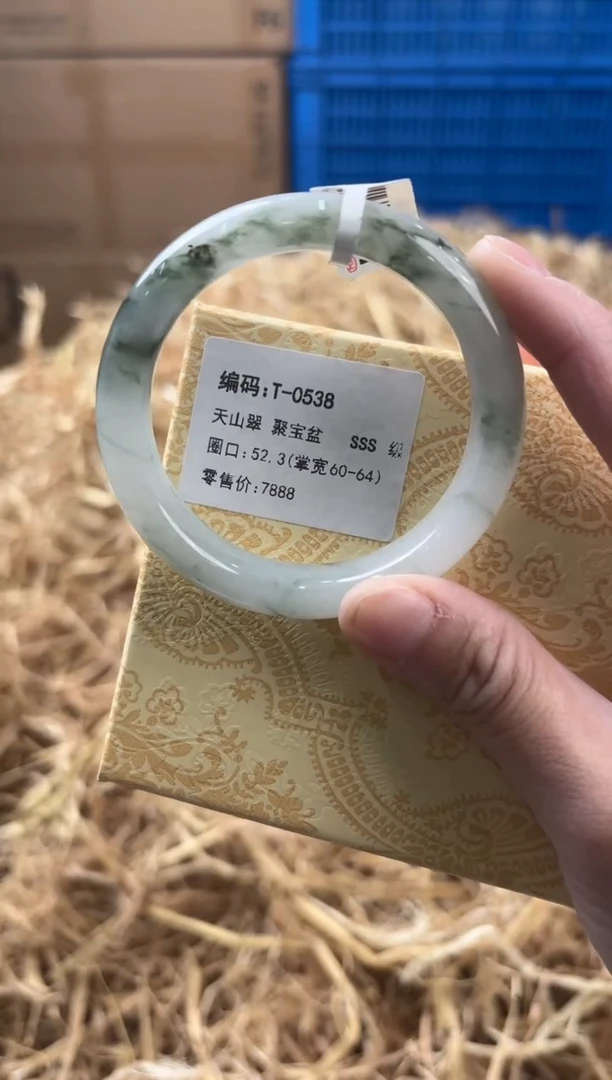 编码:T-0538
天山翠 聚宝盆 SSS 级
圈口:52.3(掌宽60-64)
零售价:7888